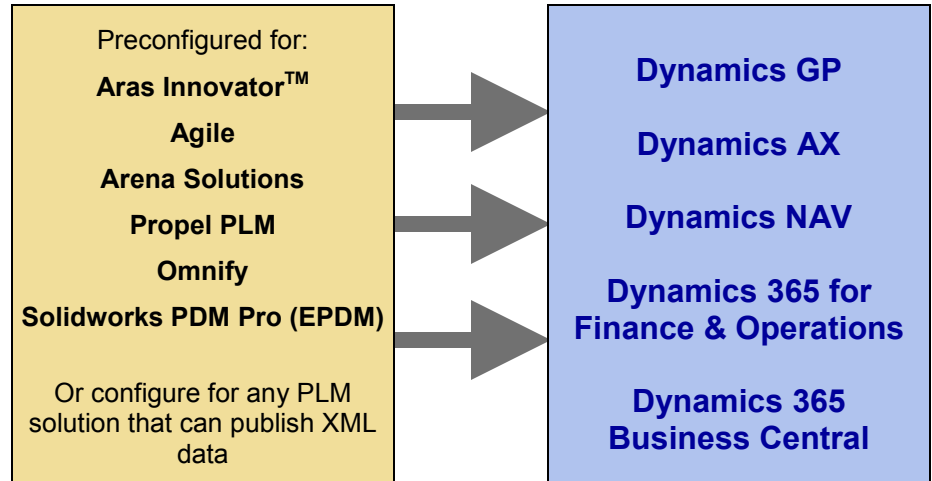 Preconfigured for:
Aras Innovator™
Agile
Arena Solutions
Propel PLM
Omnify
Solidworks PDM Pro (EPDM)
Or configure for any PLM
solution that can publish XML
data
Dynamics GP
Dynamics AX
Dynamics NAV
Dynamics 365 for
Finance & Operations
Dynamics 365
Business Central